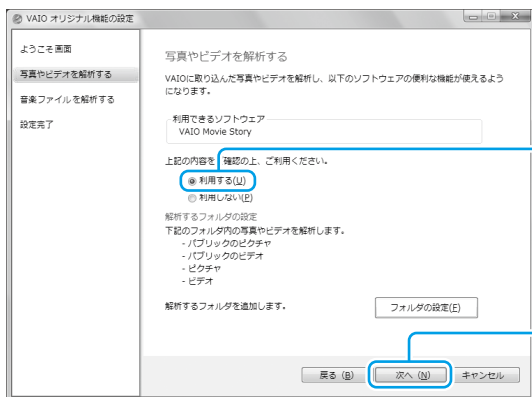 VAIO オリジナル機能の設定
ようこそ画面
写真やビデオを解析する
音楽ファイルを解析する
設定完了
写真やビデオを解析する
VAIOに取り込んだ写真やビデオを解析し、以下のソフトウェアの便利な機能が使えるよう
になります。
利用できるソフトウェア
VAIO Movie Story
上記の内容を 確認の上、ご利用ください。
利用する(U)
利用しない(P)
解析するフォルダの設定
下記のフォルダ内の写真やビデオを解析します。
- パブリックのピクチャ
- パブリックのビデオ
- ピクチャ
- ビデオ
解析するフォルダを追加します。
フォルダの設定(F)
戻る (B)
次へ (N)
キャンセル